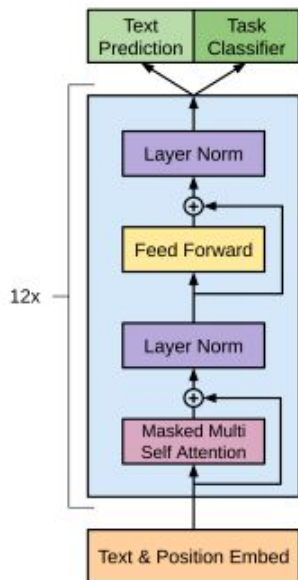 Text
Prediction
Task
Classifier
Layer Norm
Feed Forward
12x
Layer Norm
Masked Multi
Self Attention
Text & Position Embed